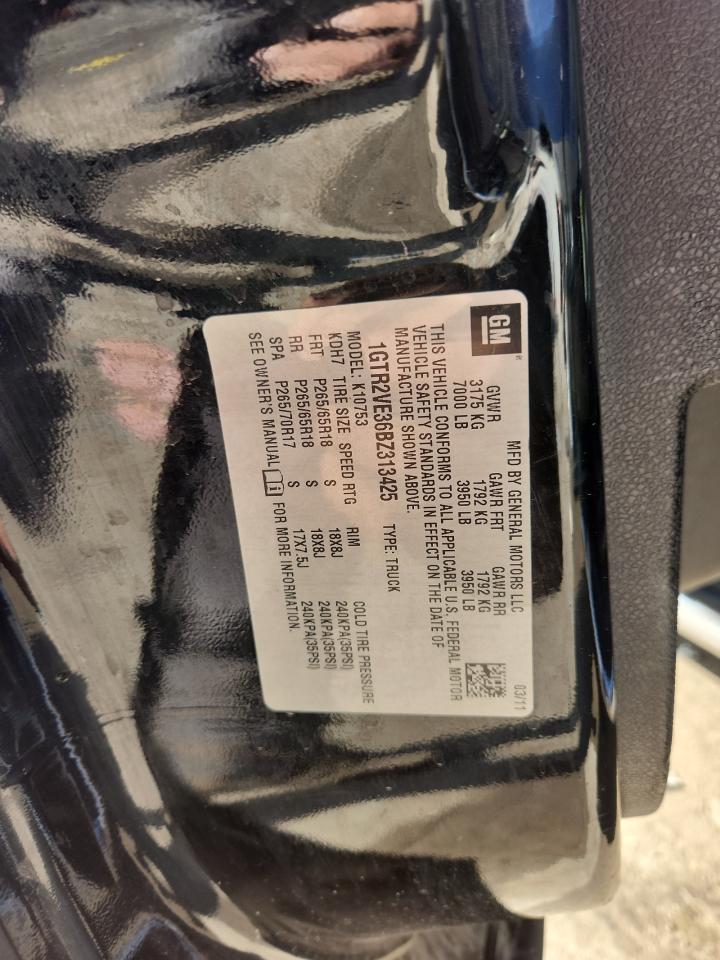 GM
MFD BY GENERAL MOTORS LLC 03/11
GVWR GAWR FRT GAWR RR
3175 KG 1792 KG 1792 KG
7000 LB 3950 LB 3950 LB
THIS VEHICLE CONFORMS TO ALL APPLICABLE U.S. FEDERAL MOTOR
VEHICLE SAFETY STANDARDS IN EFFECT ON THE DATE OF
MANUFACTURE SHOWN ABOVE.
1GTR2VE36BZ313425 TYPE: TRUCK
MODEL: K10753
KDH7 TIRE SIZE SPEED RTG RIM COLD TIRE PRESSURE
FRT P265/65R18 S 18X8J 240KPA(35PSI)
RR P265/65R18 S 18X8J 240KPA(35PSI)
SPA P265/70R17 S 17X7.5J 240KPA(35PSI)
SEE OWNER'S MANUAL FOR MORE INFORMATION.